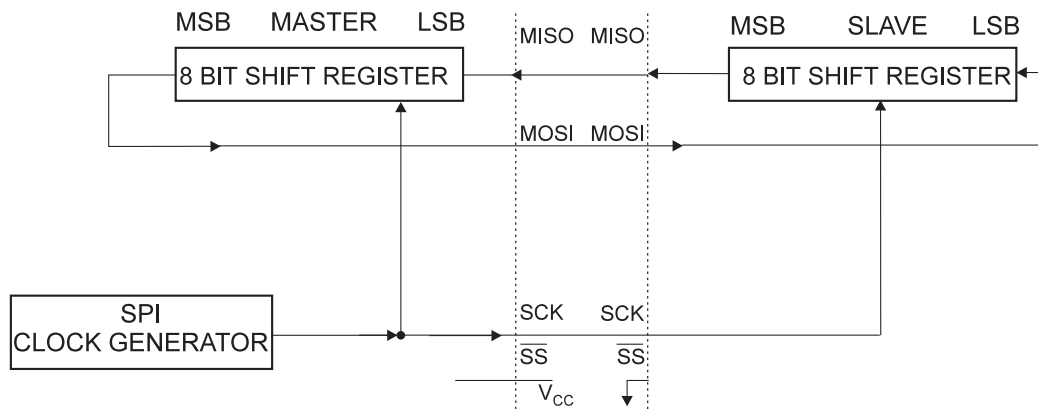 MSB MASTER LSB
8 BIT SHIFT REGISTER
MISO MISO
MSB SLAVE LSB
8 BIT SHIFT REGISTER
MOSI MOSI
SPI
CLOCK GENERATOR
SCK SCK
SS SS
VCC